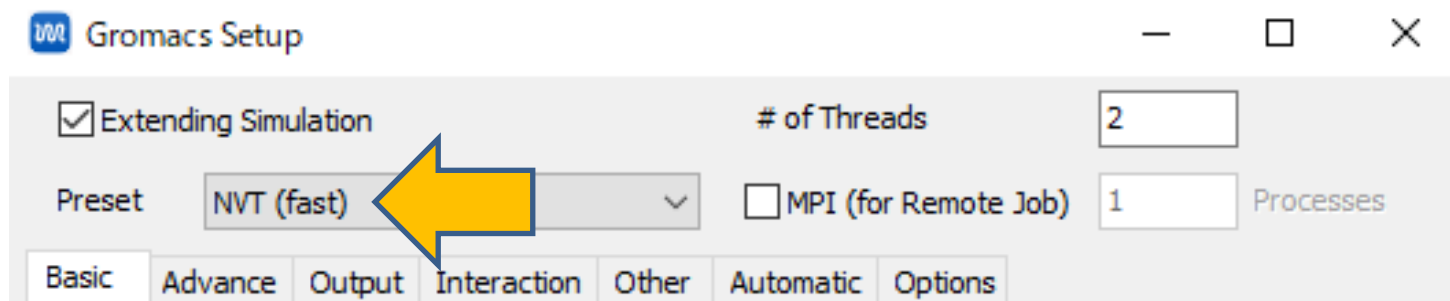 Gromacs Setup
Extending Simulation # of Threads 2
Preset NVT (fast) MPI (for Remote Job) 1 Processes
Basic Advance Output Interaction Other Automatic Options